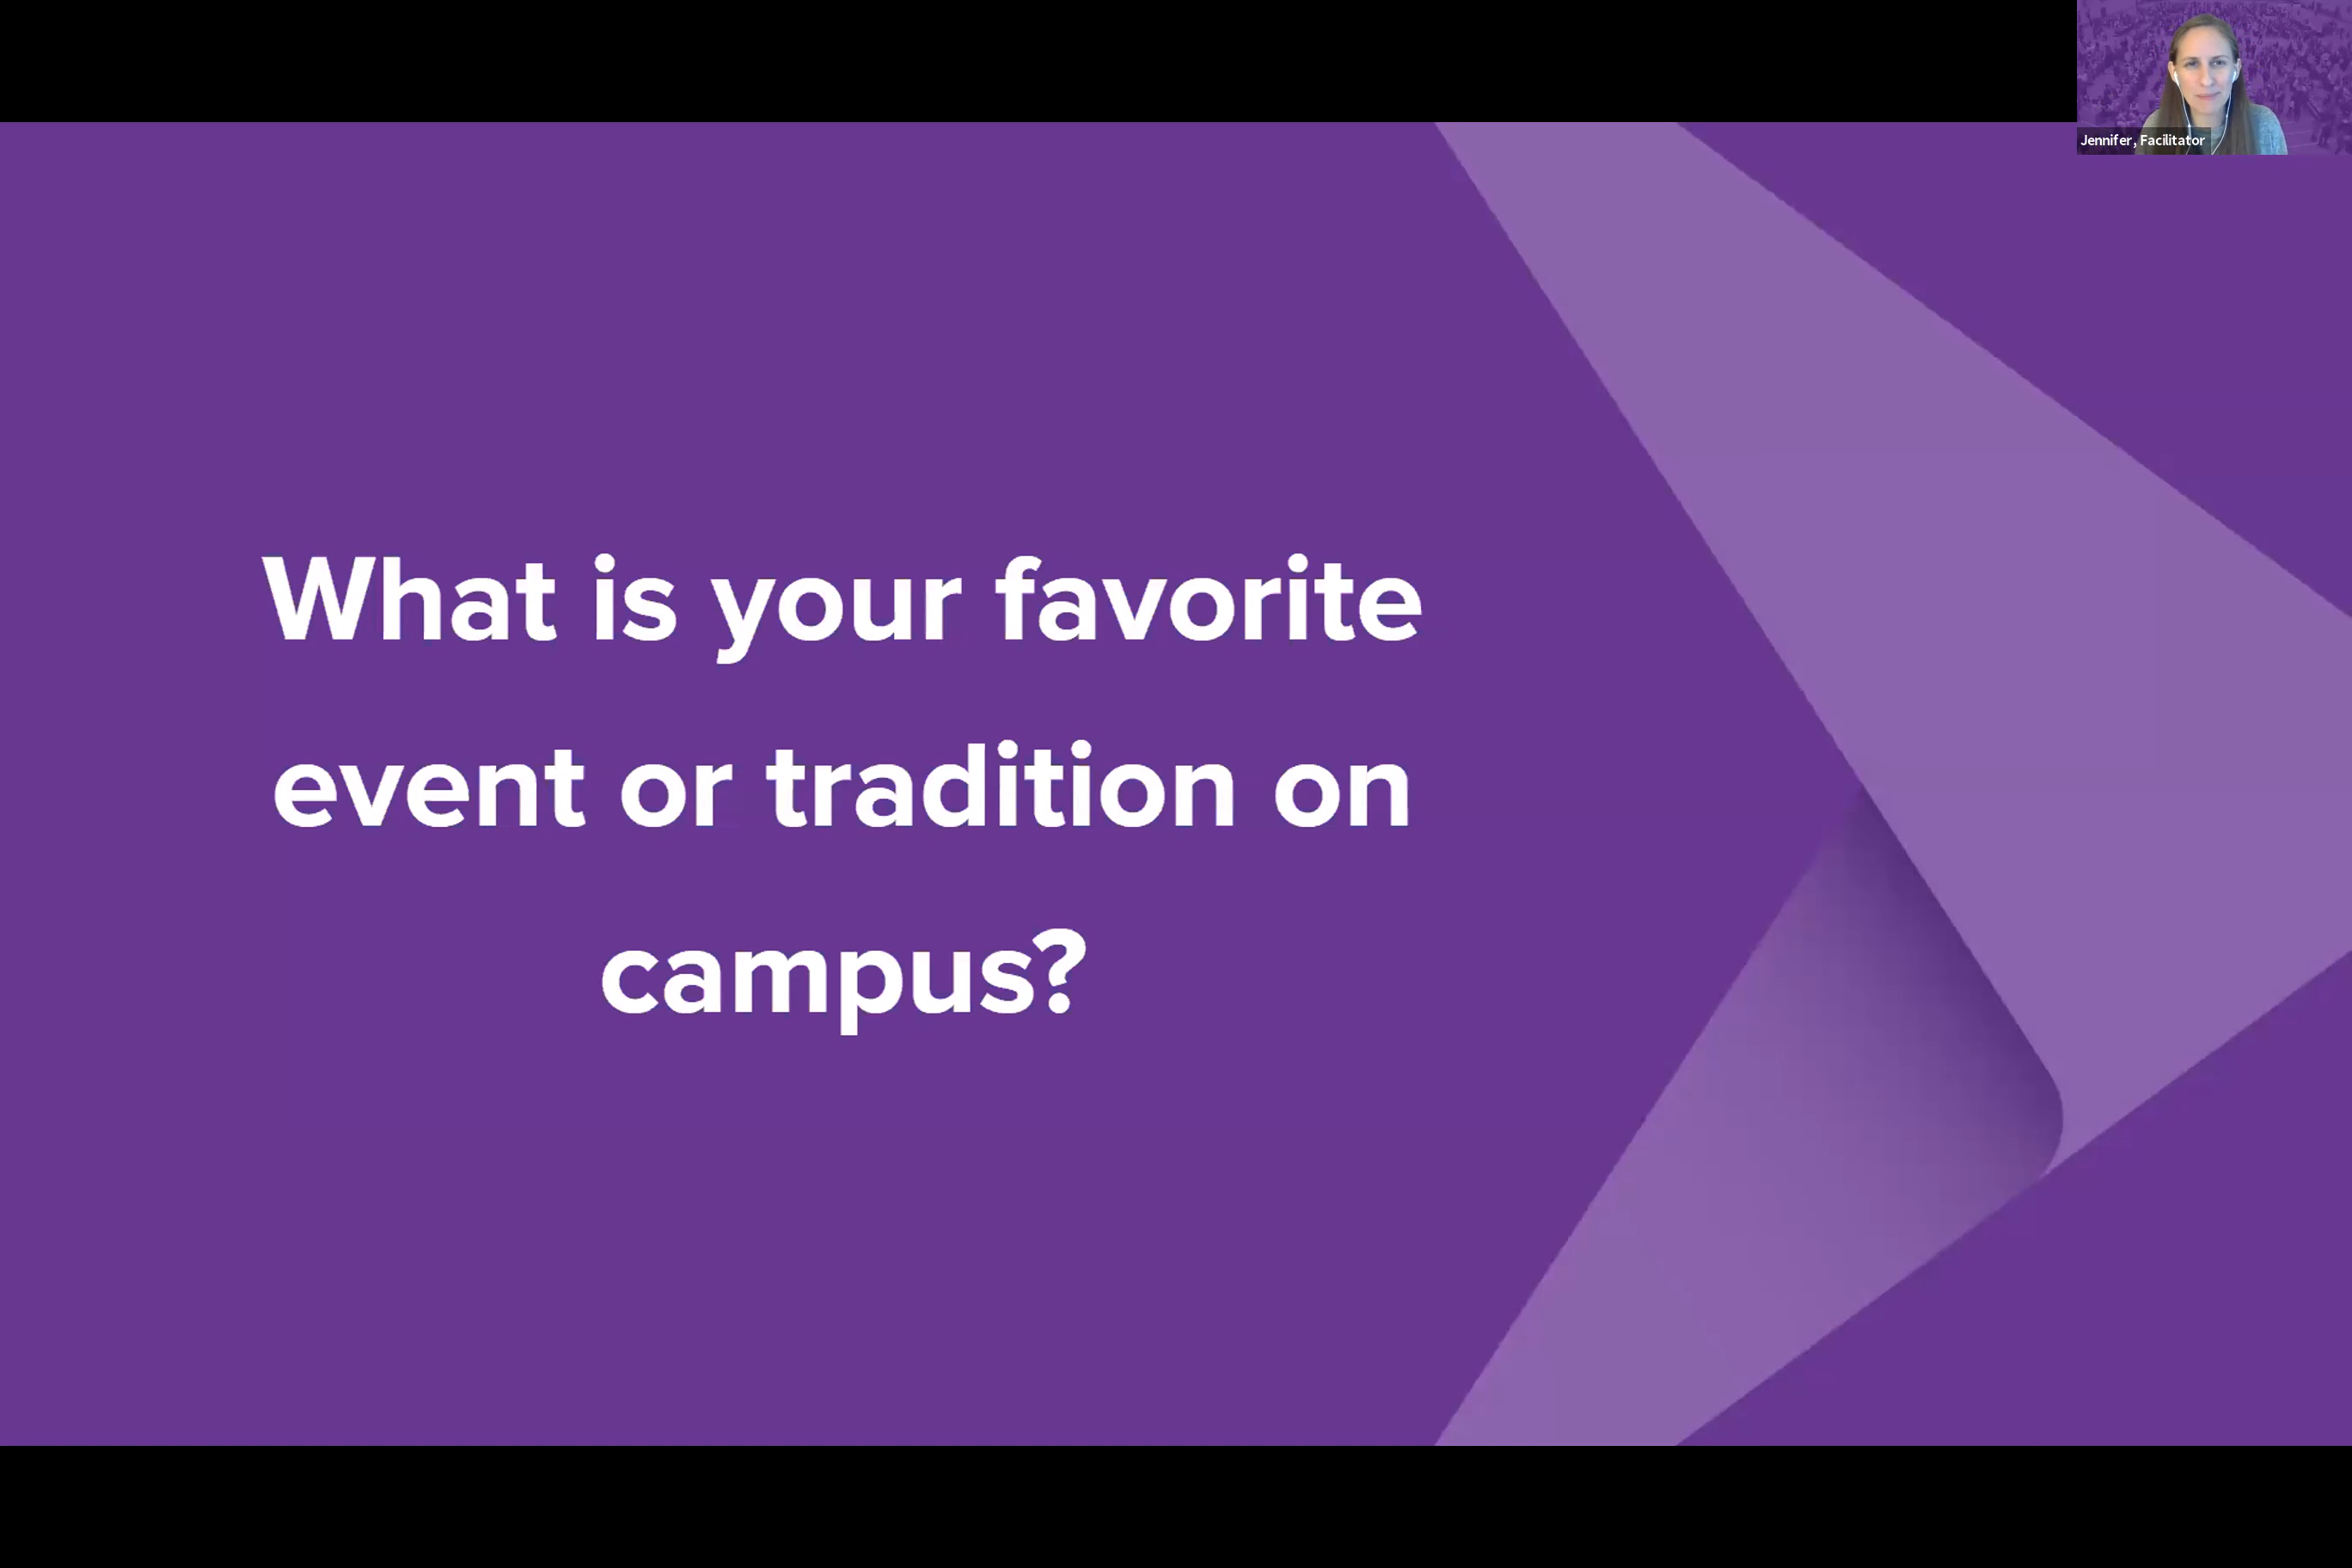 Jennifer, Facilitator
What is your favorite
event or tradition on
campus?